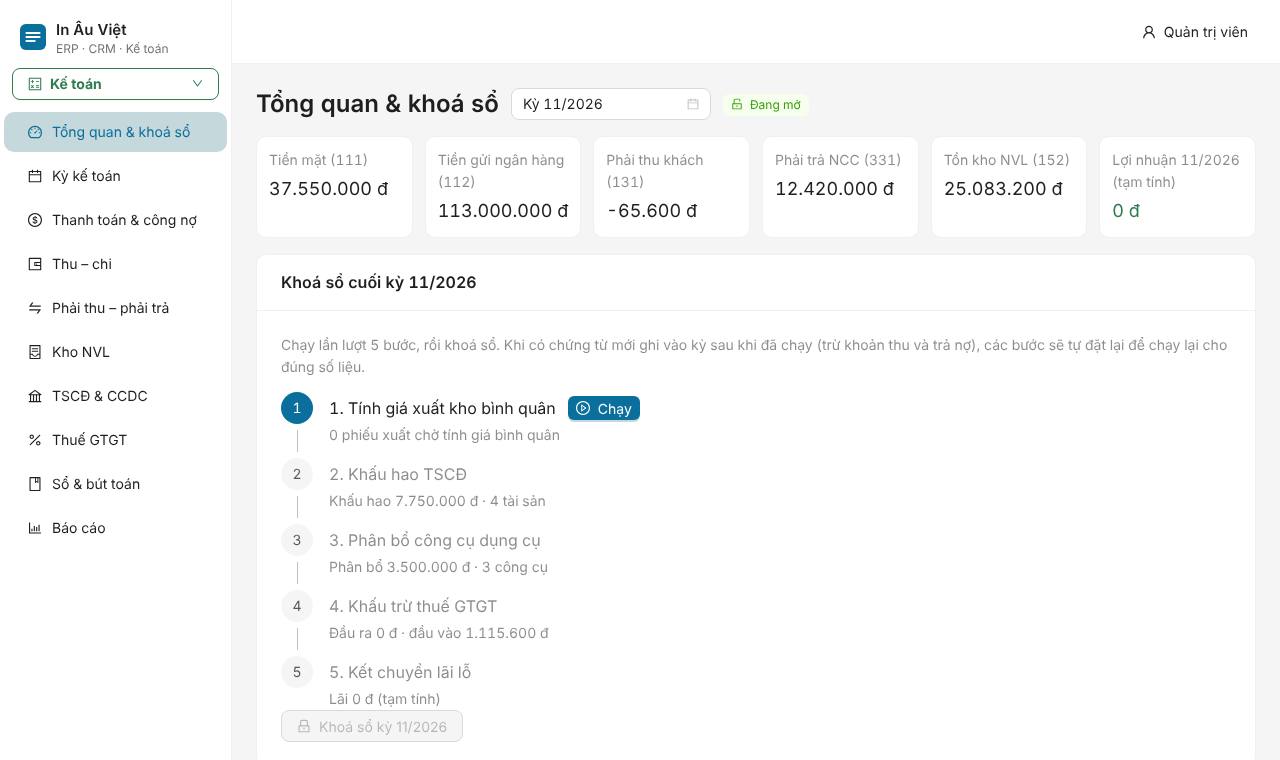 In Âu Việt
ERP · CRM · Kế toán
Kế toán
Tổng quan & khoá sổ
Kỳ kế toán
Thanh toán & công nợ
Thu – chi
Phải thu – phải trả
Kho NVL
TSCĐ & CCDC
Thuế GTGT
Sổ & bút toán
Báo cáo
Quản trị viên
Tổng quan & khoá sổ
Kỳ 11/2026
Đang mở
Tiền mặt (111)
37.550.000 đ
Tiền gửi ngân hàng
(112)
113.000.000 đ
Phải thu khách
(131)
-65.600 đ
Phải trả NCC (331)
12.420.000 đ
Tồn kho NVL (152)
25.083.200 đ
Lợi nhuận 11/2026
(tạm tính)
0 đ
Khoá sổ cuối kỳ 11/2026
Chạy lần lượt 5 bước, rồi khoá sổ. Khi có chứng từ mới ghi vào kỳ sau khi đã chạy (trừ khoản thu và trả nợ), các bước sẽ tự đặt lại để chạy lại cho
đúng số liệu.
1
1. Tính giá xuất kho bình quân
Chạy
0 phiếu xuất chờ tính giá bình quân
2
2. Khấu hao TSCĐ
Khấu hao 7.750.000 đ · 4 tài sản
3
3. Phân bổ công cụ dụng cụ
Phân bổ 3.500.000 đ · 3 công cụ
4
4. Khấu trừ thuế GTGT
Đầu ra 0 đ · đầu vào 1.115.600 đ
5
5. Kết chuyển lãi lỗ
Lãi 0 đ (tạm tính)
Khoá sổ kỳ 11/2026